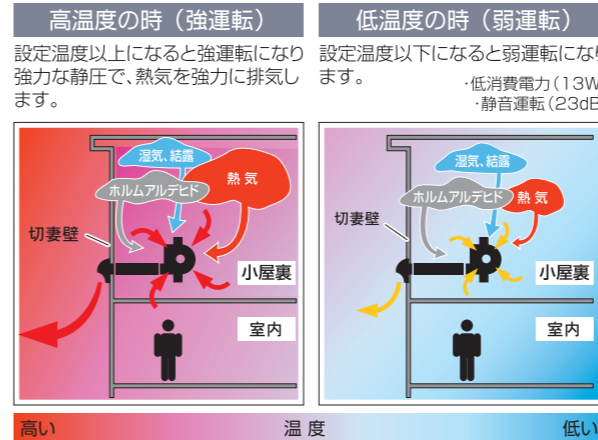 高温度の時（強運転）
設定温度以上になると強運転になり
強力な静圧で、熱気を強力に排気し
ます。
湿気、結露
熱気
ホルムアルデヒド
切妻壁
小屋裏
室内
低温度の時（弱運転）
設定温度以下になると弱運転になり
ます。
・低消費電力（13W
・静音運転（23dB
湿気、結露
ホルムアルデヒド
熱気
切妻壁
小屋裏
室内
高い 温度 低い